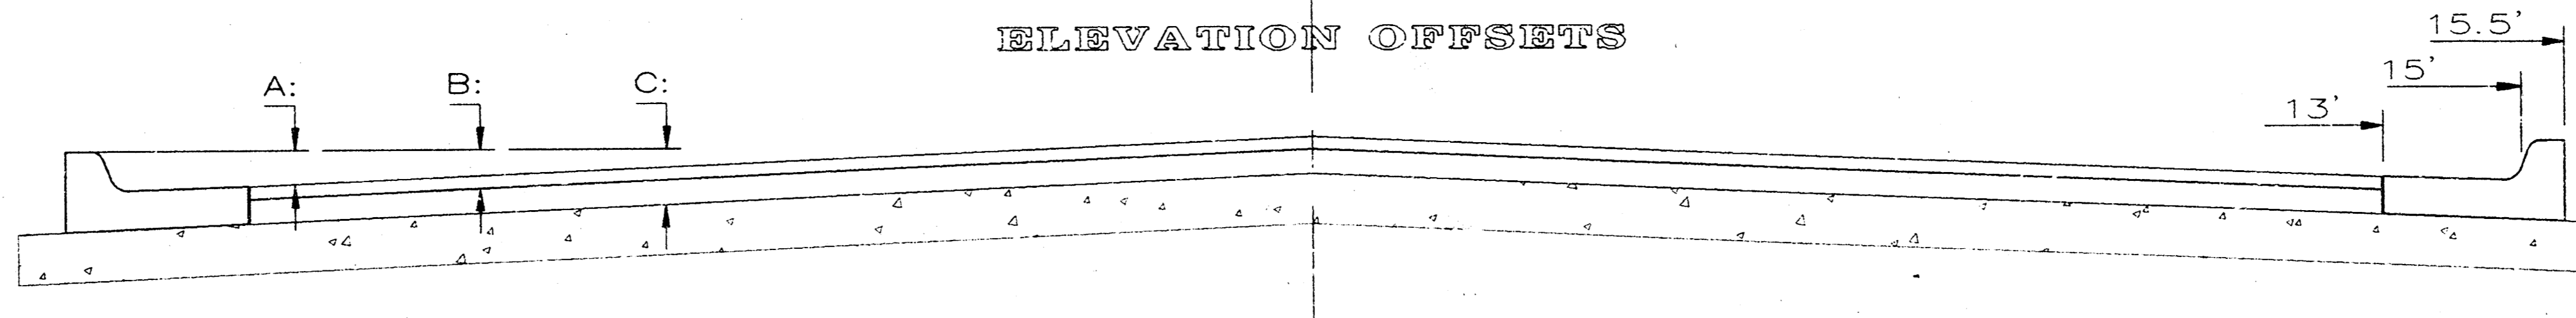 ELEVATION OFFSETS
15.5'
15'
13'
A:
B:
C: